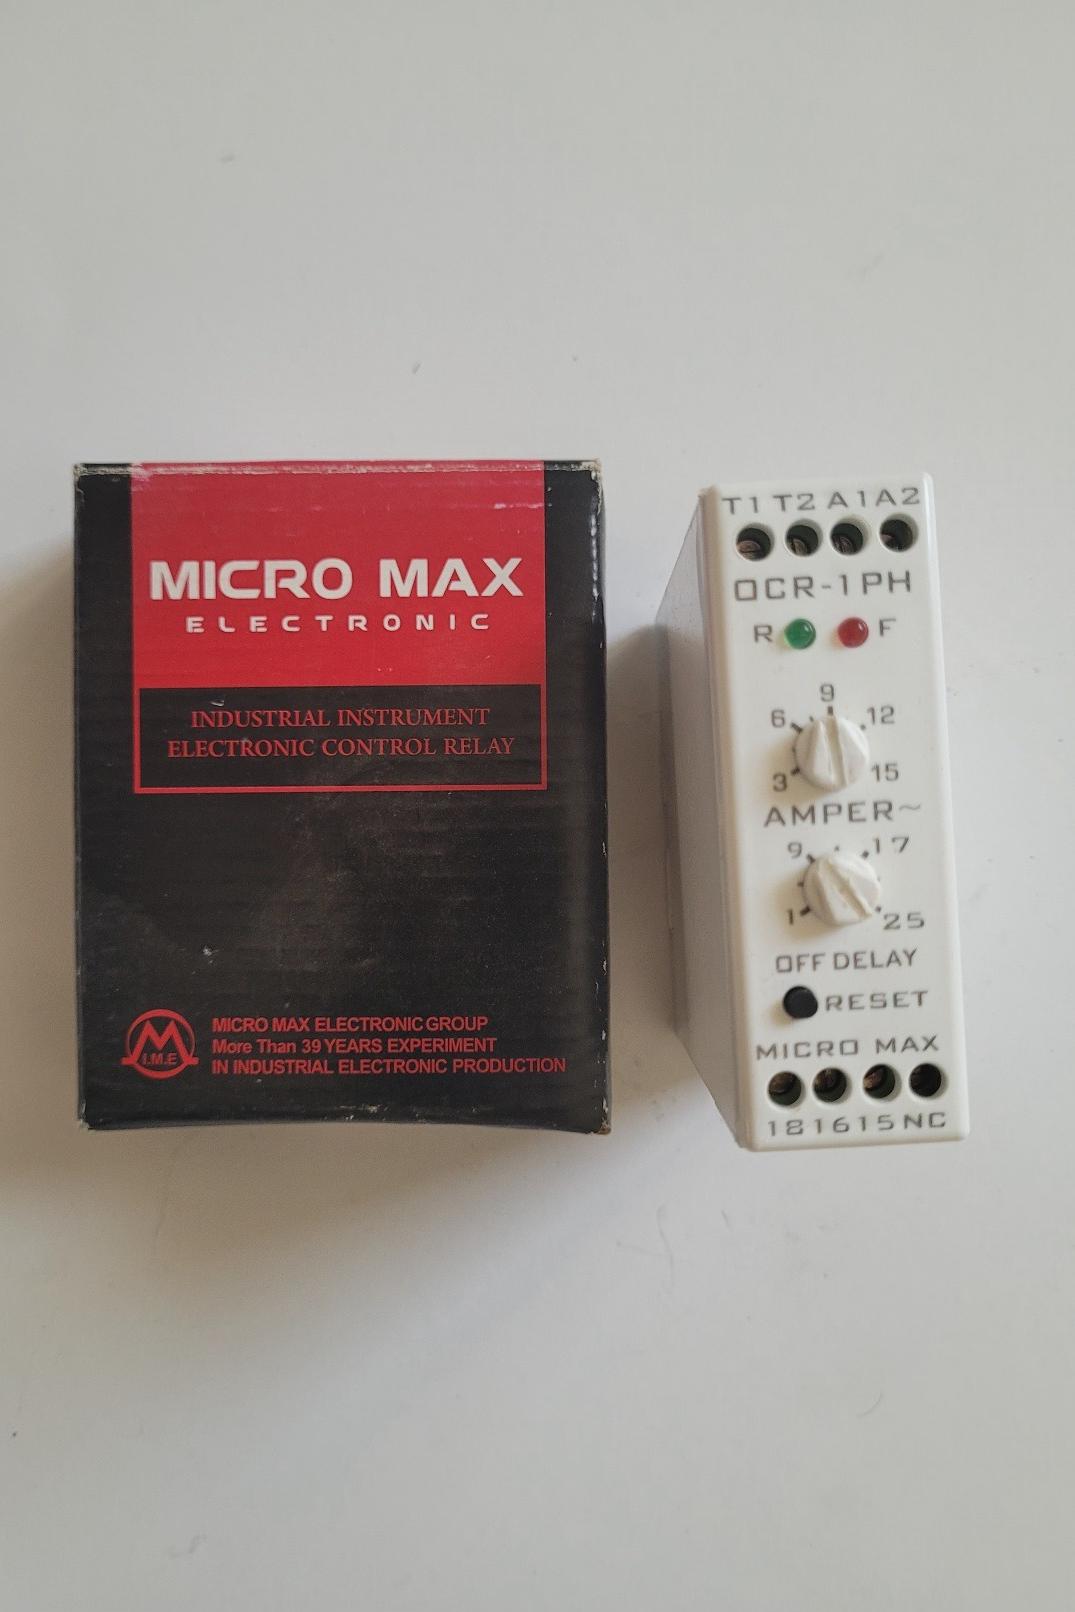 MICRO MAX
ELECTRONIC
INDUSTRIAL INSTRUMENT
ELECTRONIC CONTROL RELAY
I.M.E
MICRO MAX ELECTRONIC GROUP
More Than 39 YEARS EXPERIMENT
IN INDUSTRIAL ELECTRONIC PRODUCTION
T1 T2 A1 A2
OCR-1PH
R F
9
6 12
3 15
AMPER~
9 17
1 25
OFF DELAY
RESET
MICRO MAX
18 16 15 NC